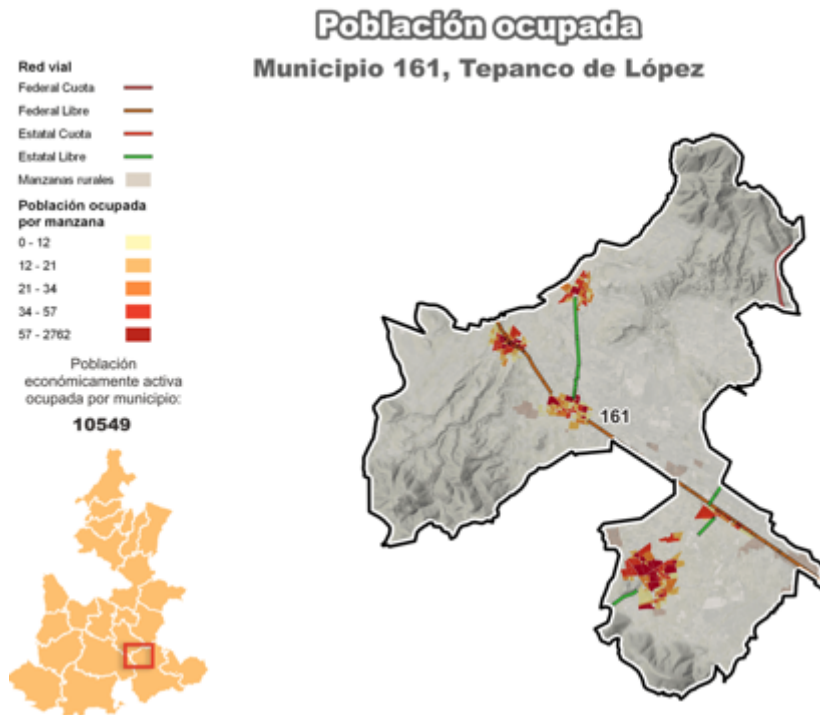 Población ocupada
Municipio 161, Tepanco de López
Red vial
Federal Cuota
Federal Libre
Estatal Cuota
Estatal Libre
Manzanas rurales
Población ocupada
por manzana
0 - 12
12 - 21
21 - 34
34 - 57
57 - 2762
Población
económicamente activa
ocupada por municipio:
10549
161